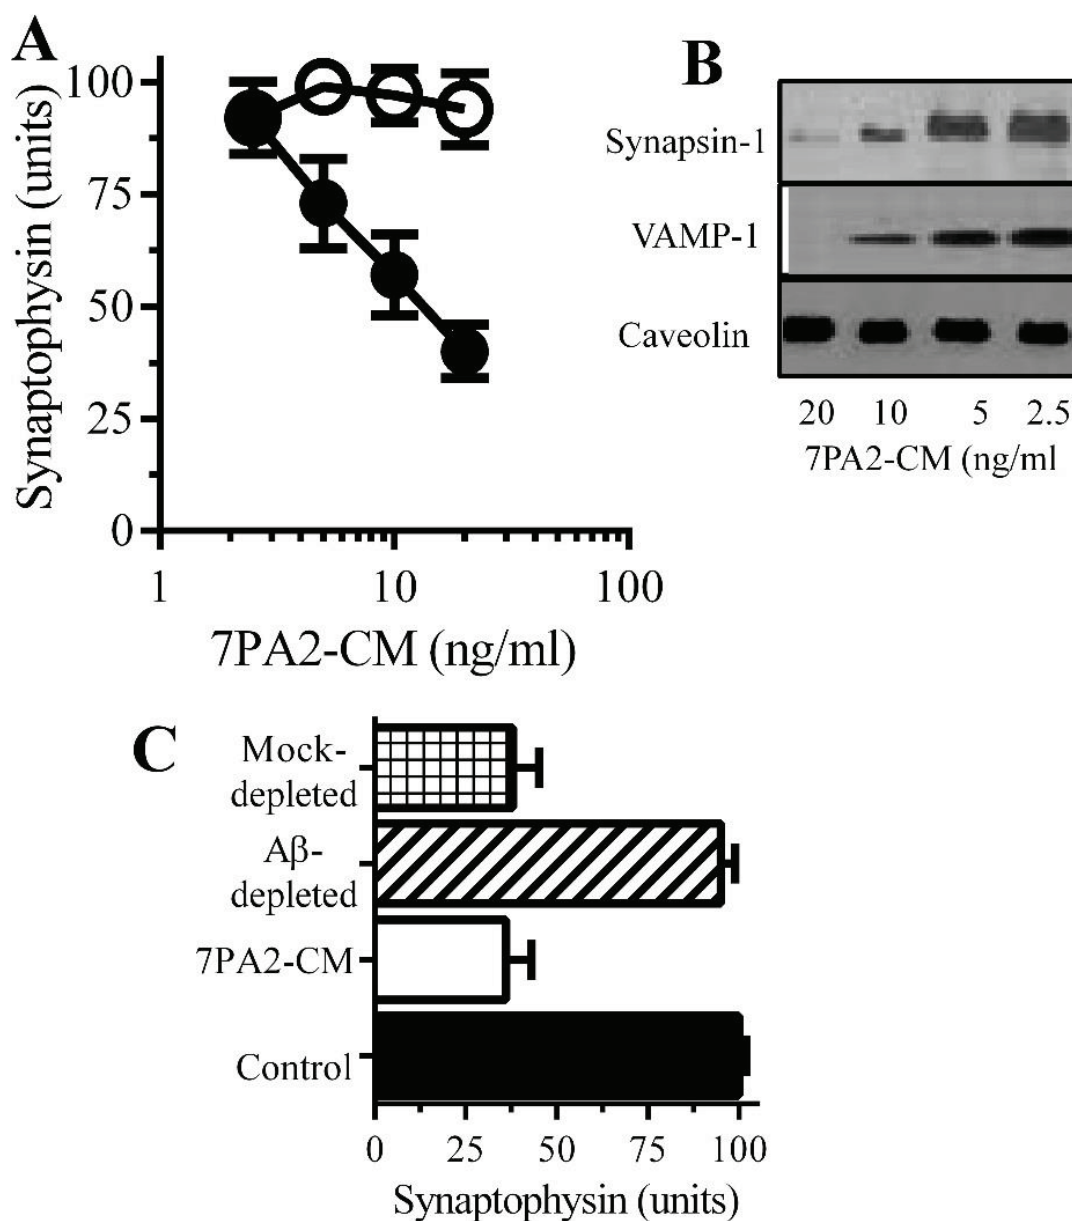 A
Synaptophysin (units)
100
75
50
25
0
1
10
100
7PA2-CM (ng/ml)
B
Synapsin-1
VAMP-1
Caveolin
20 10 5 2.5
7PA2-CM (ng/ml
C
Mock-
depleted
Aβ-
depleted
7PA2-CM
Control
0 25 50 75 100
Synaptophysin (units)